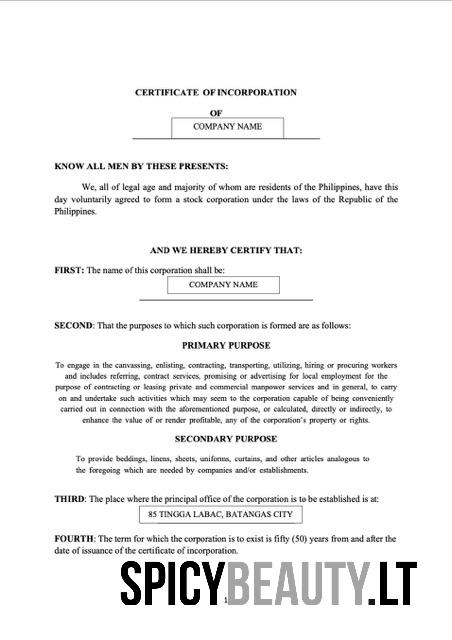 CERTIFICATE OF INCORPORATION
OF
COMPANY NAME
KNOW ALL MEN BY THESE PRESENTS:
We, all of legal age and majority of whom are residents of the Philippines, have this
day voluntarily agreed to form a stock corporation under the laws of the Republic of the
Philippines.
AND WE HEREBY CERTIFY THAT:
FIRST: The name of this corporation shall be:
COMPANY NAME
SECOND: That the purposes to which such corporation is formed are as follows:
PRIMARY PURPOSE
To engage in the canvassing, enlisting, contracting, transporting, utilizing, hiring or procuring workers
and includes referring, contract services, promising or advertising for local employment for the
purpose of contracting or leasing private and commercial manpower services and in general, to carry
on and undertake such activities which may seem to the corporation capable of being conveniently
carried out in connection with the aforementioned purpose, or calculated, directly or indirectly, to
enhance the value of or render profitable, any of the corporation's property or rights.
SECONDARY PURPOSE
To provide beddings, linens, sheets, uniforms, curtains, and other articles analogous to
the foregoing which are needed by companies and/or establishments.
THIRD: The place where the principal office of the corporation is to be established is at:
85 TINGGA LABAC, BATANGAS CITY
FOURTH: The term for which the corporation is to exist is fifty (50) years from and after the
date of issuance of the certificate of incorporation.
SPICYBEAUTY.LT
1